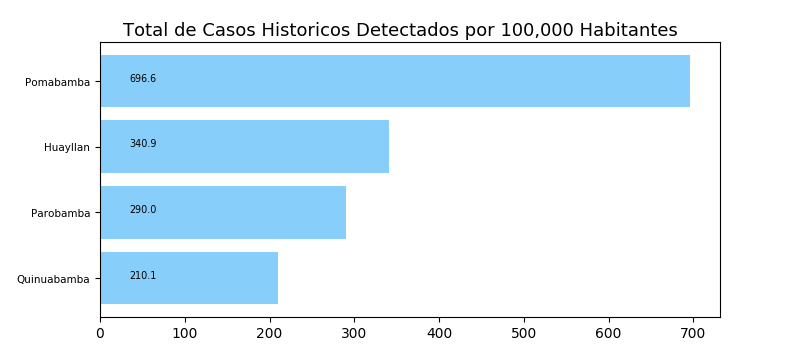 Total de Casos Historicos Detectados por 100,000 Habitantes
Pomabamba 696.6
Huayllan 340.9
Parobamba 290.0
Quinuabamba 210.1
0 100 200 300 400 500 600 700